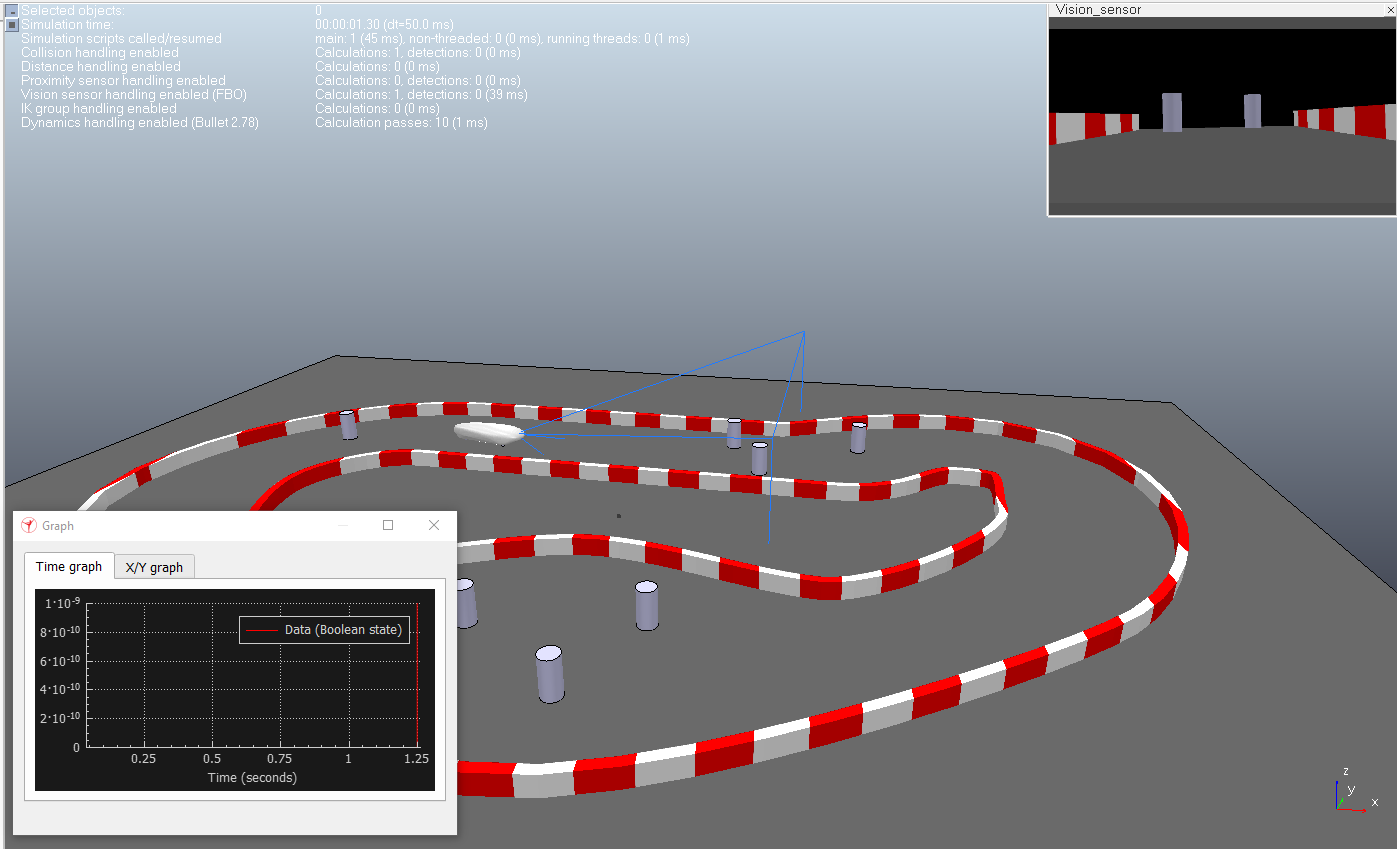 Selected objects: 0
Simulation time: 00:00:01.30 (dt=50.0 ms)
Simulation scripts called/resumed main: 1 (45 ms), non-threaded: 0 (0 ms), running threads: 0 (1 ms)
Collision handling enabled Calculations: 1, detections: 0 (0 ms)
Distance handling enabled Calculations: 0 (0 ms)
Proximity sensor handling enabled Calculations: 0, detections: 0 (0 ms)
Vision sensor handling enabled (FBO) Calculations: 1, detections: 0 (39 ms)
IK group handling enabled Calculations: 0 (0 ms)
Dynamics handling enabled (Bullet 2.78) Calculation passes: 10 (1 ms)
Vision_sensor
Graph
Time graph X/Y graph
1·10⁻⁹
8·10⁻¹⁰
6·10⁻¹⁰
4·10⁻¹⁰
2·10⁻¹⁰
0
Data (Boolean state)
0.25 0.5 0.75 1 1.25
Time (seconds)
z
y
x